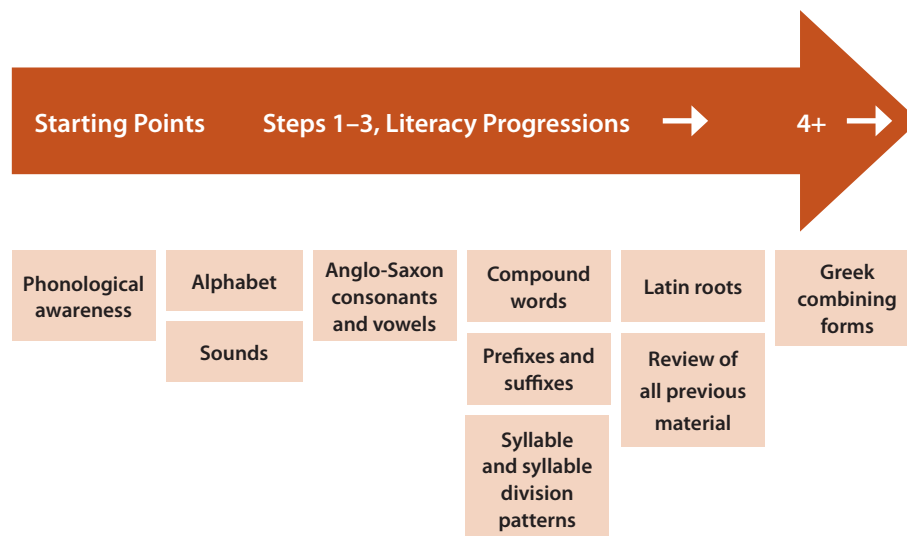 Starting Points
Steps 1–3, Literacy Progressions
4+
Phonological
awareness
Alphabet
Sounds
Anglo-Saxon
consonants
and vowels
Compound
words
Prefixes and
suffixes
Syllable
and syllable
division
patterns
Latin roots
Review of
all previous
material
Greek
combining
forms